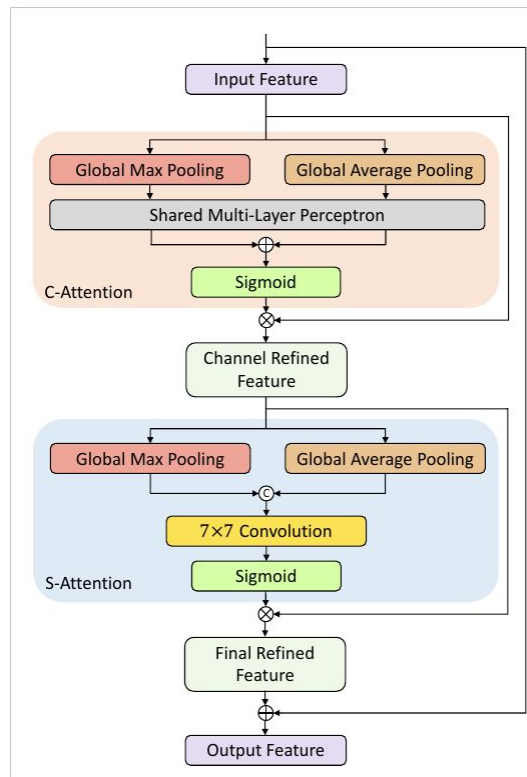 Input Feature
Global Max Pooling
Global Average Pooling
Shared Multi-Layer Perceptron
Sigmoid
C-Attention
Channel Refined
Feature
Global Max Pooling
Global Average Pooling
C
7×7 Convolution
Sigmoid
S-Attention
Final Refined
Feature
Output Feature